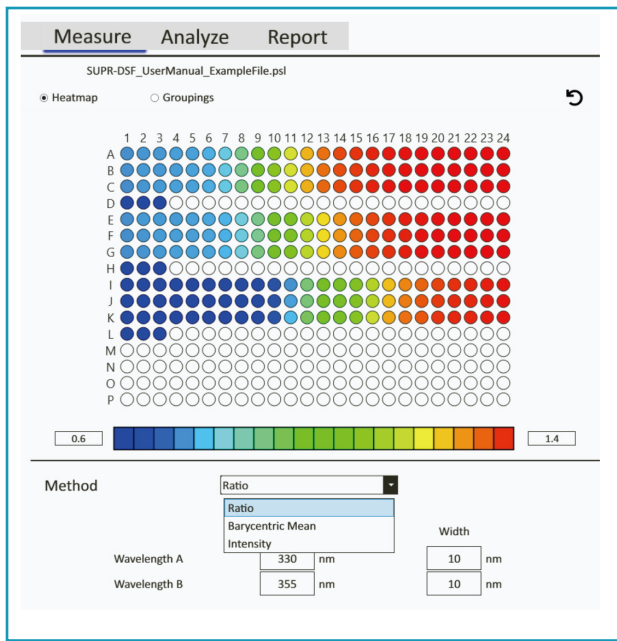 Measure Analyze Report
SUPR-DSF_UserManual_ExampleFile.psl
Heatmap Groupings
1 2 3 4 5 6 7 8 9 10 11 12 13 14 15 16 17 18 19 20 21 22 23 24
A
B
C
D
E
F
G
H
I
J
K
L
M
N
O
P
0.6 1.4
Method Ratio
Ratio
Barycentric Mean
Intensity
Width
Wavelength A 330 nm 10 nm
Wavelength B 355 nm 10 nm